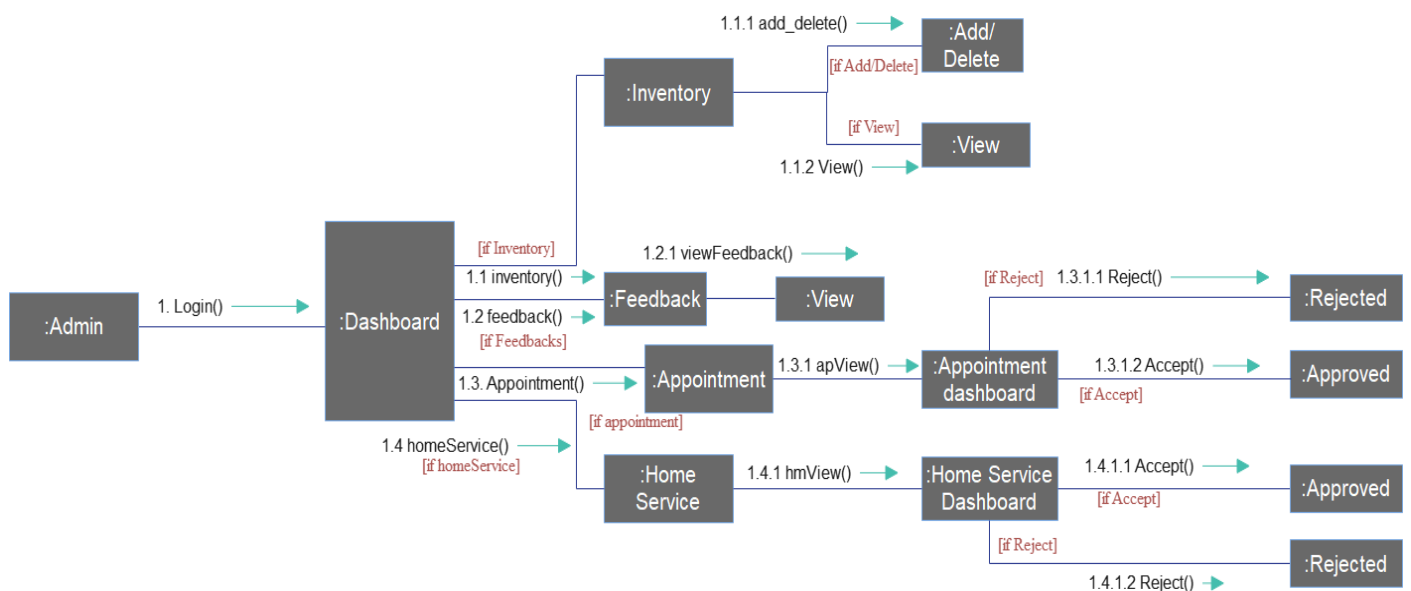 1.1.1 add_delete()
:Add/
Delete
[if Add/Delete]
:Inventory
[if View]
:View
1.1.2 View()
[if Inventory]
1.1 inventory()
1.2.1 viewFeedback()
:Feedback
:View
1.2 feedback()
[if Feedbacks]
:Admin
1. Login()
:Dashboard
[if Reject]
1.3.1.1 Reject()
:Rejected
1.3. Appointment()
:Appointment
[if appointment]
1.3.1 apView()
:Appointment
dashboard
1.3.1.2 Accept()
[if Accept]
:Approved
1.4 homeService()
[if homeService]
:Home
Service
1.4.1 hmView()
:Home Service
Dashboard
1.4.1.1 Accept()
[if Accept]
:Approved
[if Reject]
1.4.1.2 Reject()
:Rejected